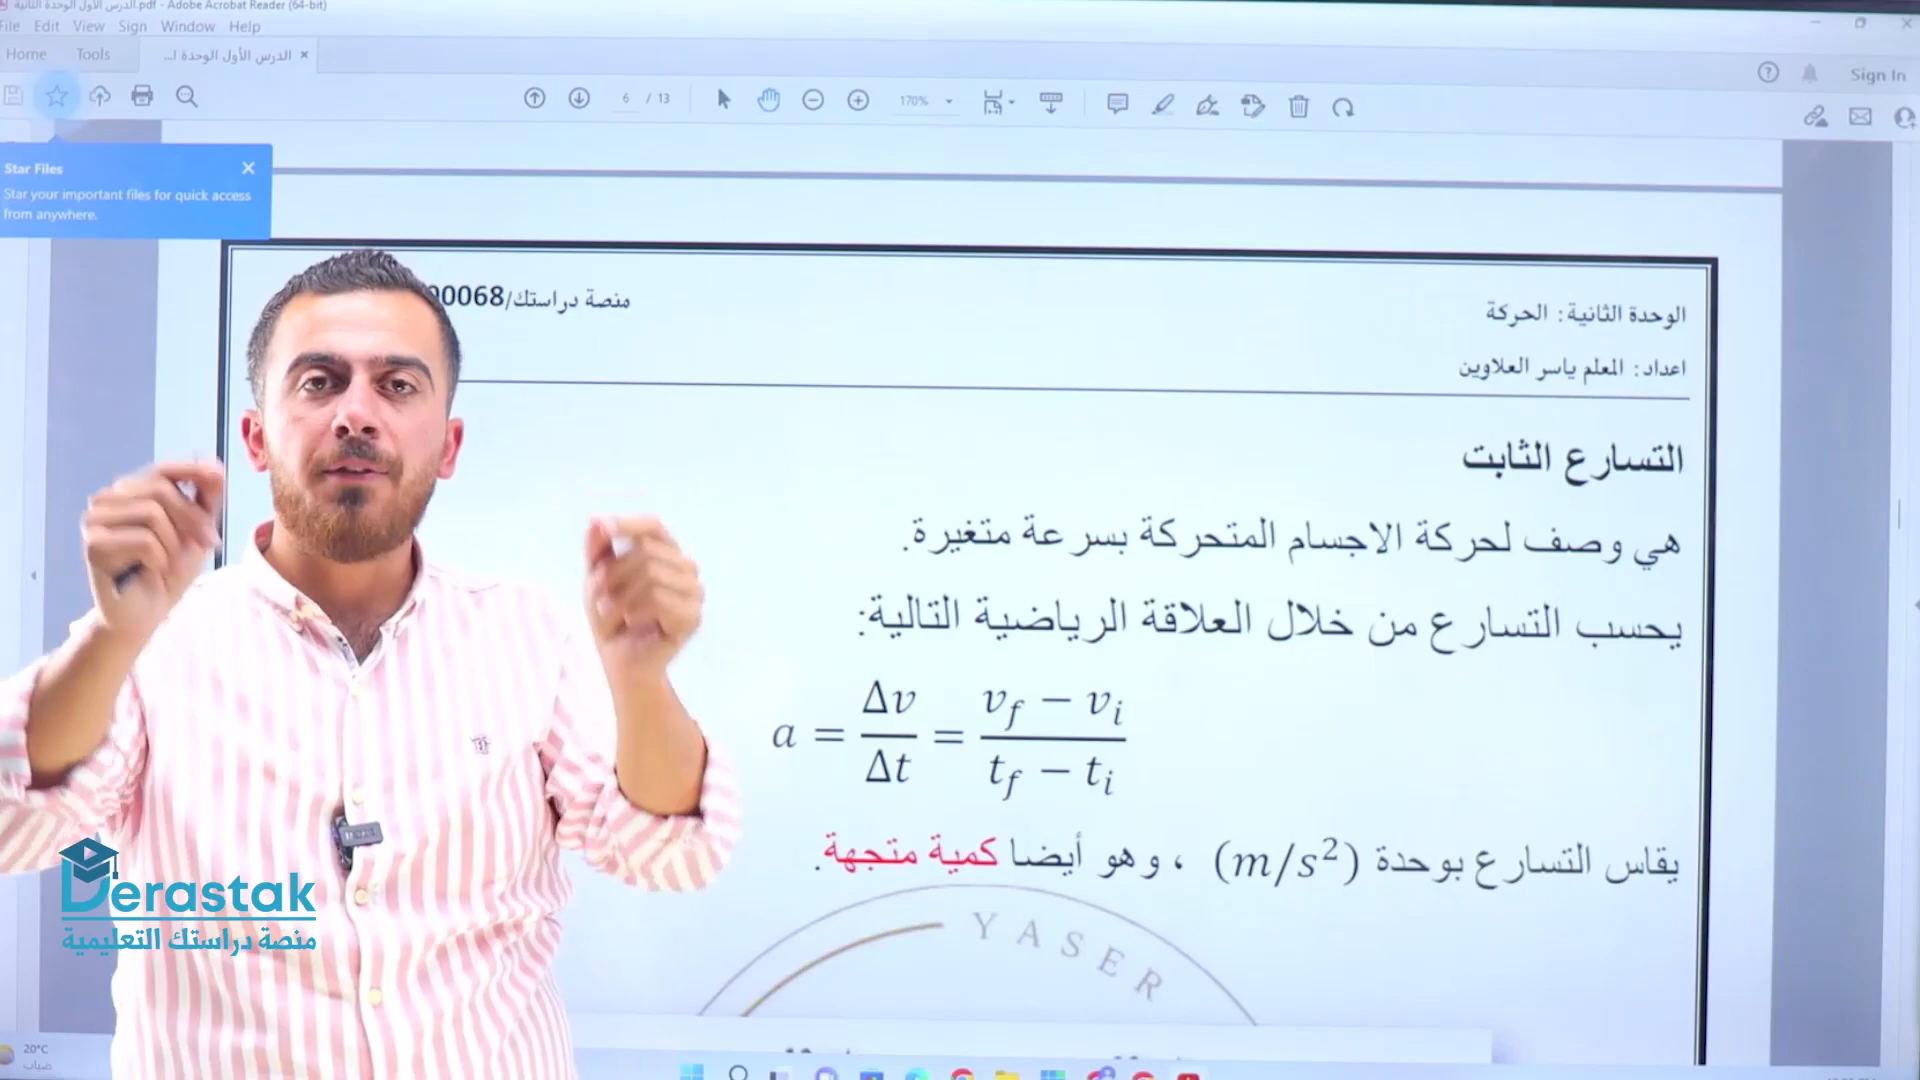 الدرس الأول الوحدة الثانية.pdf - Adobe Acrobat Reader (64-bit)
File Edit View Sign Window Help
Home Tools الدرس الأول الوحدة ا... ×
Sign In
6 / 13
170%
Star Files
Star your important files for quick access
from anywhere.
الوحدة الثانية: الحركة
منصة دراستك/00068
اعداد: المعلم ياسر العلاوين
التسارع الثابت
هي وصف لحركة الاجسام المتحركة بسرعة متغيرة.
يحسب التسارع من خلال العلاقة الرياضية التالية:
a = Δv/Δt = (v_f − v_i)/(t_f − t_i)
يقاس التسارع بوحدة (m/s²) ، وهو أيضا كمية متجهة.
YASER
Derastak
منصة دراستك التعليمية
20°C
ضباب